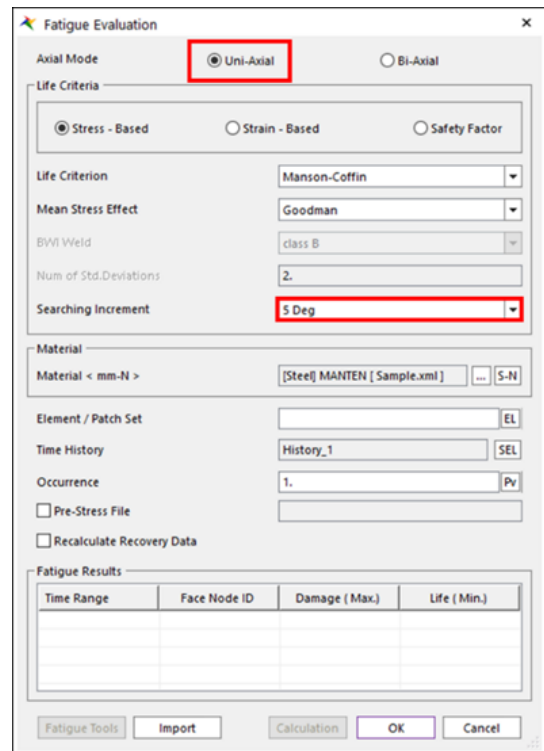 Fatigue Evaluation
Axial Mode Uni-Axial Bi-Axial
Life Criteria
Stress - Based Strain - Based Safety Factor
Life Criterion Manson-Coffin
Mean Stress Effect Goodman
BWI Weld class B
Num of Std.Deviations 2.
Searching Increment 5 Deg
Material
Material < mm-N > [Steel] MANTEN [ Sample.xml ] ... S-N
Element / Patch Set EL
Time History History_1 SEL
Occurrence 1. Pv
Pre-Stress File
Recalculate Recovery Data
Fatigue Results
Time Range Face Node ID Damage ( Max.) Life ( Min.)
Fatigue Tools Import Calculation OK Cancel